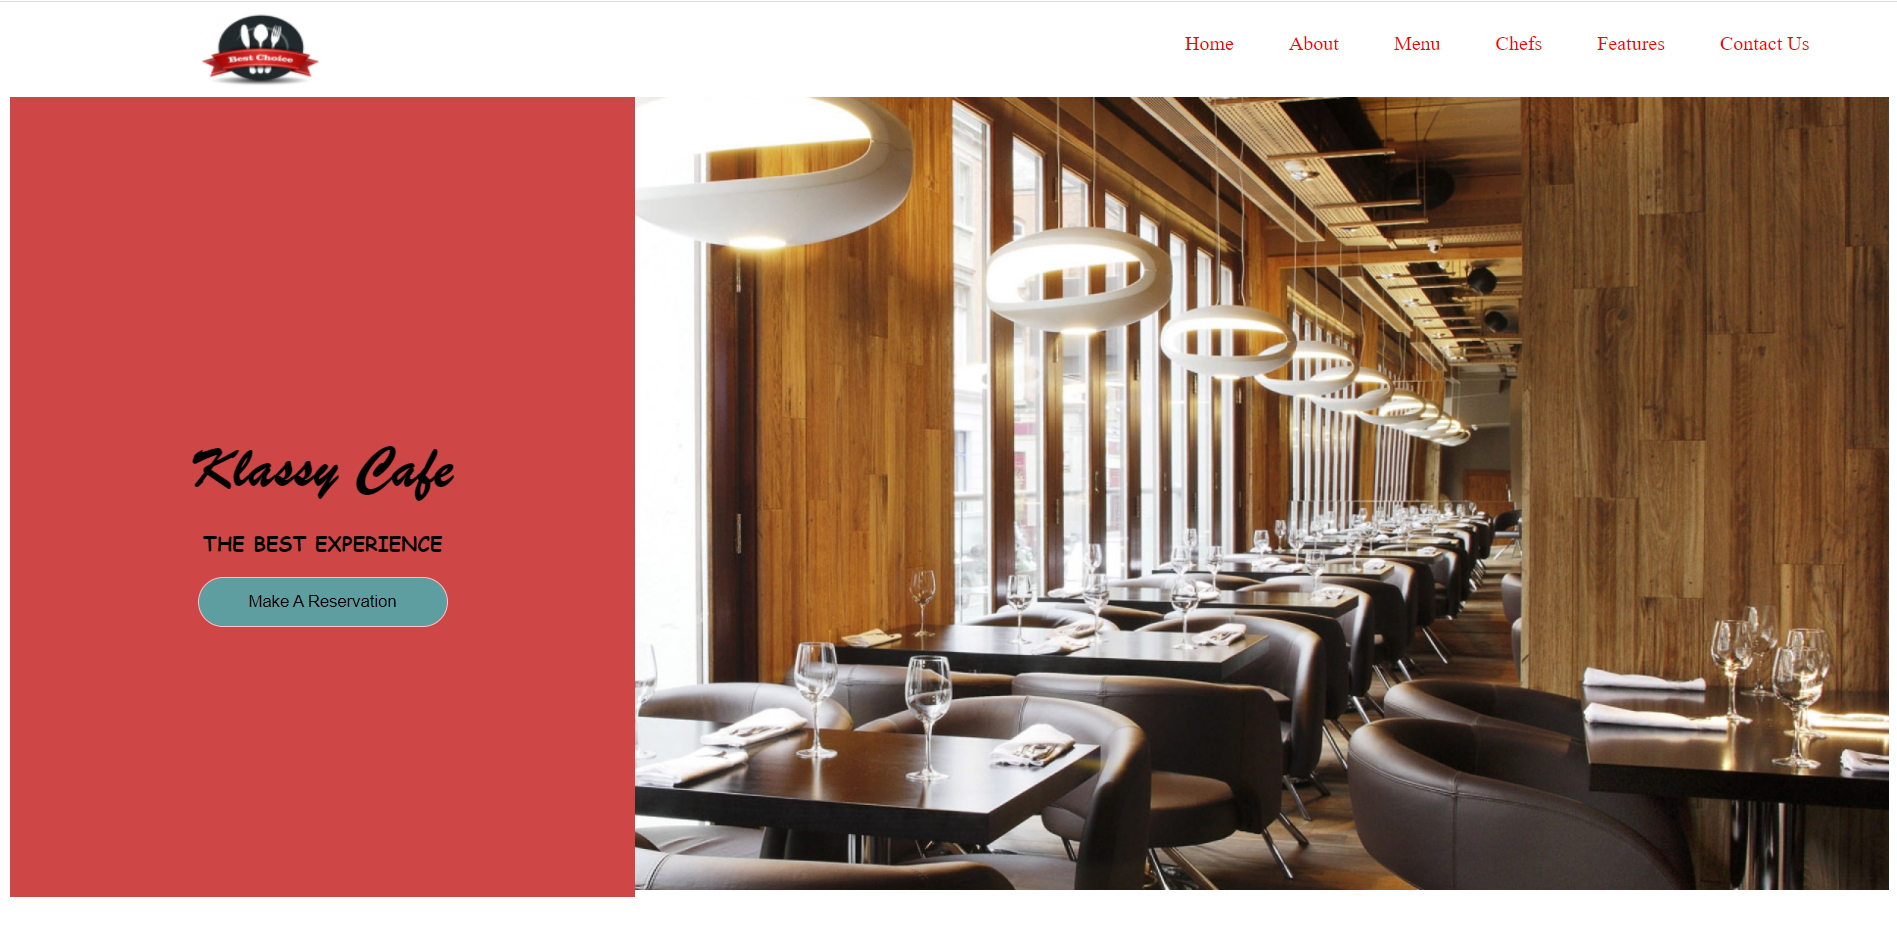 Best Choice
Home About Menu Chefs Features Contact Us
Klassy Cafe
THE BEST EXPERIENCE
Make A Reservation